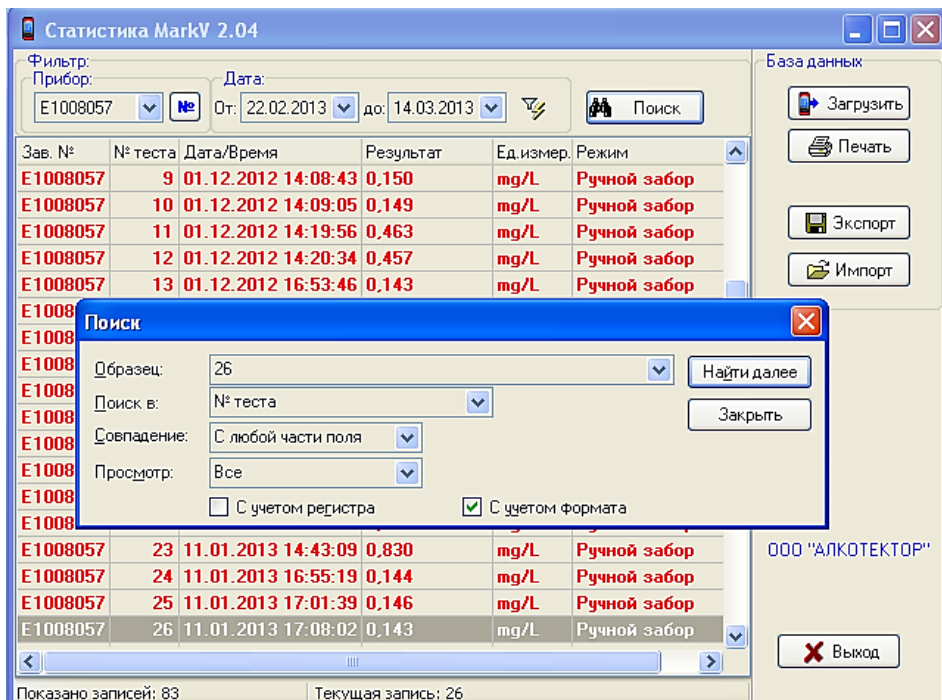 Статистика MarkV 2.04
Фильтр:
Прибор:
E1008057
№
Дата:
От: 22.02.2013 до: 14.03.2013
Поиск
База данных
Загрузить
Печать
Экспорт
Импорт
Зав. № № теста Дата/Время Результат Ед.измер. Режим
E1008057 9 01.12.2012 14:08:43 0,150 mg/L Ручной забор
E1008057 10 01.12.2012 14:09:05 0,149 mg/L Ручной забор
E1008057 11 01.12.2012 14:19:56 0,463 mg/L Ручной забор
E1008057 12 01.12.2012 14:20:34 0,457 mg/L Ручной забор
E1008057 13 01.12.2012 16:53:46 0,143 mg/L Ручной забор
E1008
E1008
E1008
E1008
E1008
E1008
E1008
E1008
E1008
Поиск
Образец: 26
Найти далее
Поиск в: № теста
Закрыть
Совпадение: С любой части поля
Просмотр: Все
С учетом регистра
С учетом формата
E1008057 23 11.01.2013 14:43:09 0,830 mg/L Ручной забор
E1008057 24 11.01.2013 16:55:19 0,144 mg/L Ручной забор
E1008057 25 11.01.2013 17:01:39 0,146 mg/L Ручной забор
E1008057 26 11.01.2013 17:08:02 0,143 mg/L Ручной забор
ООО "АЛКОТЕКТОР"
Выход
Показано записей: 83
Текущая запись: 26